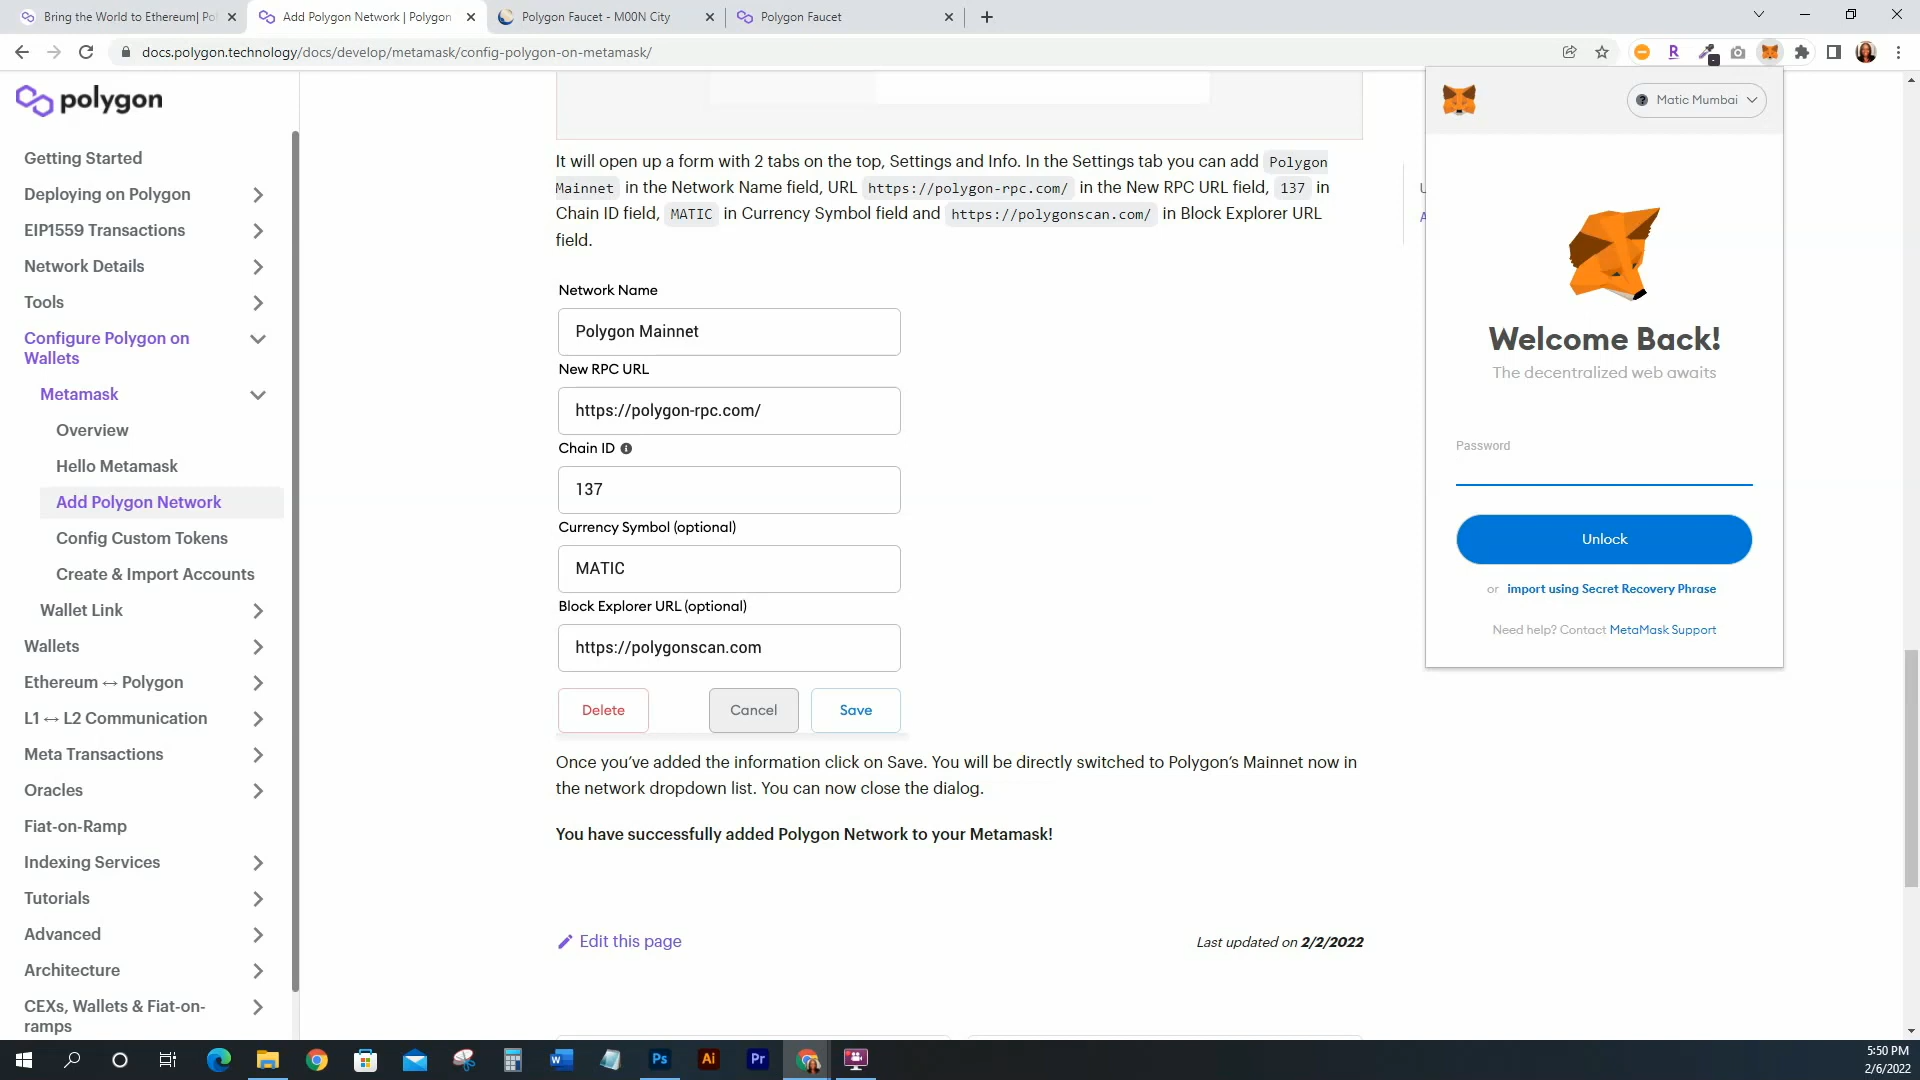 Bring the World to Ethereum| Po
Add Polygon Network | Polygon
Polygon Faucet - M00N City
Polygon Faucet
docs.polygon.technology/docs/develop/metamask/config-polygon-on-metamask/
R
polygon
Getting Started
Deploying on Polygon
EIP1559 Transactions
Network Details
Tools
Configure Polygon on
Wallets
Metamask
Overview
Hello Metamask
Add Polygon Network
Config Custom Tokens
Create & Import Accounts
Wallet Link
Wallets
Ethereum ↔ Polygon
L1 ↔ L2 Communication
Meta Transactions
Oracles
Fiat-on-Ramp
Indexing Services
Tutorials
Advanced
Architecture
CEXs, Wallets & Fiat-on-
ramps
It will open up a form with 2 tabs on the top, Settings and Info. In the Settings tab you can add Polygon
Mainnet in the Network Name field, URL https://polygon-rpc.com/ in the New RPC URL field, 137 in
Chain ID field, MATIC in Currency Symbol field and https://polygonscan.com/ in Block Explorer URL
field.
Network Name
Polygon Mainnet
New RPC URL
https://polygon-rpc.com/
Chain ID
137
Currency Symbol (optional)
MATIC
Block Explorer URL (optional)
https://polygonscan.com
Delete
Cancel
Save
Once you’ve added the information click on Save. You will be directly switched to Polygon’s Mainnet now in
the network dropdown list. You can now close the dialog.
You have successfully added Polygon Network to your Metamask!
Edit this page
Last updated on 2/2/2022
Matic Mumbai
Welcome Back!
The decentralized web awaits
Password
Unlock
or import using Secret Recovery Phrase
Need help? Contact MetaMask Support
W
Ps
Ai
Pr
5:50 PM
2/6/2022